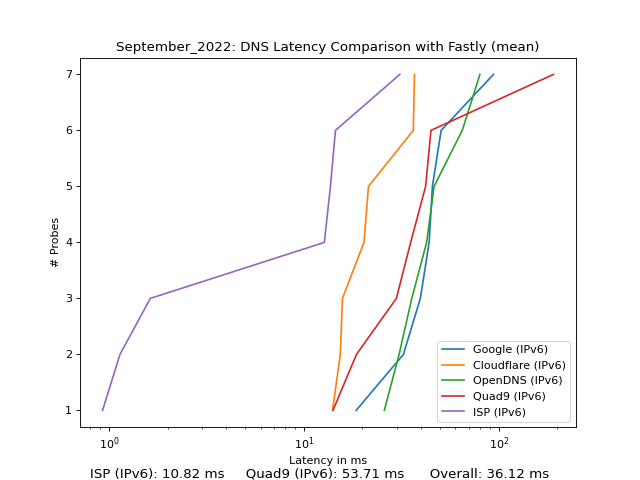 September_2022: DNS Latency Comparison with Fastly (mean)
7
6
5
4
3
2
1
# Probes
Google (IPv6)
Cloudflare (IPv6)
OpenDNS (IPv6)
Quad9 (IPv6)
ISP (IPv6)
10⁰ 10¹ 10²
Latency in ms
ISP (IPv6): 10.82 ms Quad9 (IPv6): 53.71 ms Overall: 36.12 ms